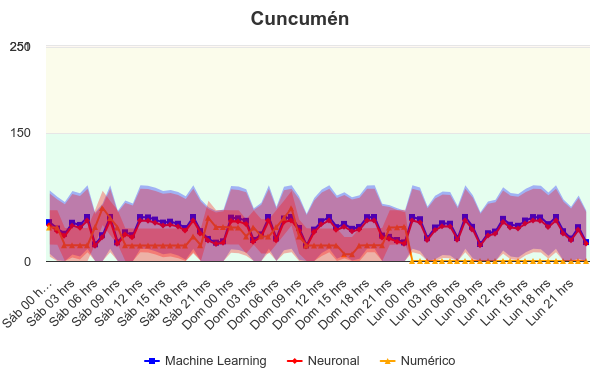 Cuncumén
250
150
0
Sáb 00 h...
Sáb 03 hrs
Sáb 06 hrs
Sáb 09 hrs
Sáb 12 hrs
Sáb 15 hrs
Sáb 18 hrs
Sáb 21 hrs
Dom 00 hrs
Dom 03 hrs
Dom 06 hrs
Dom 09 hrs
Dom 12 hrs
Dom 15 hrs
Dom 18 hrs
Dom 21 hrs
Lun 00 hrs
Lun 03 hrs
Lun 06 hrs
Lun 09 hrs
Lun 12 hrs
Lun 15 hrs
Lun 18 hrs
Lun 21 hrs
Machine Learning Neuronal Numérico